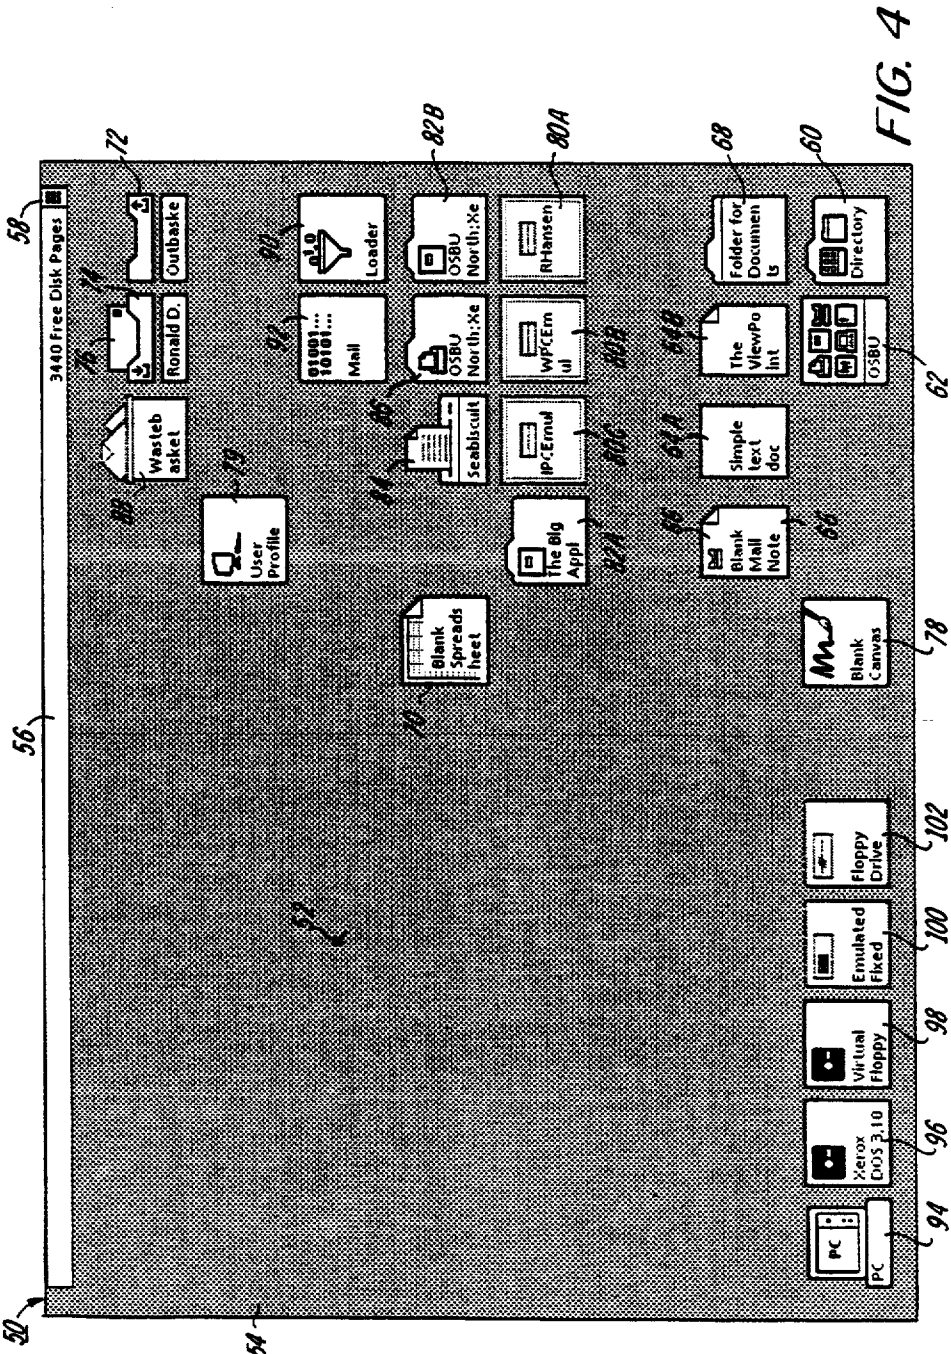 50
56
3440 Free Disk Pages
58
54
52
88
Wasteb
asket
76
74
Ronald D.
72
Outbaske
79
User
Profile
92
01001...
10101...
Mail
90
Loader
70
Blank
Spreads
heet
84
Seabiscuit
86
OSBU
North:Xe
82B
OSBU
North:Xe
The Big
Appl
82A
IPCEmul
80C
WPCEm
ul
80B
RHansen
80A
66
Blank
Mail
Note
Simple
text
doc
64A
The
ViewPo
int
64B
Folder for
Documen
ts
68
PC
PC
94
Xerox
DOS 3.10
96
Virtual
Floppy
98
Emulated
Fixed
100
Floppy
Drive
102
Blank
Canvas
78
OSBU
62
Directory
60
FIG. 4